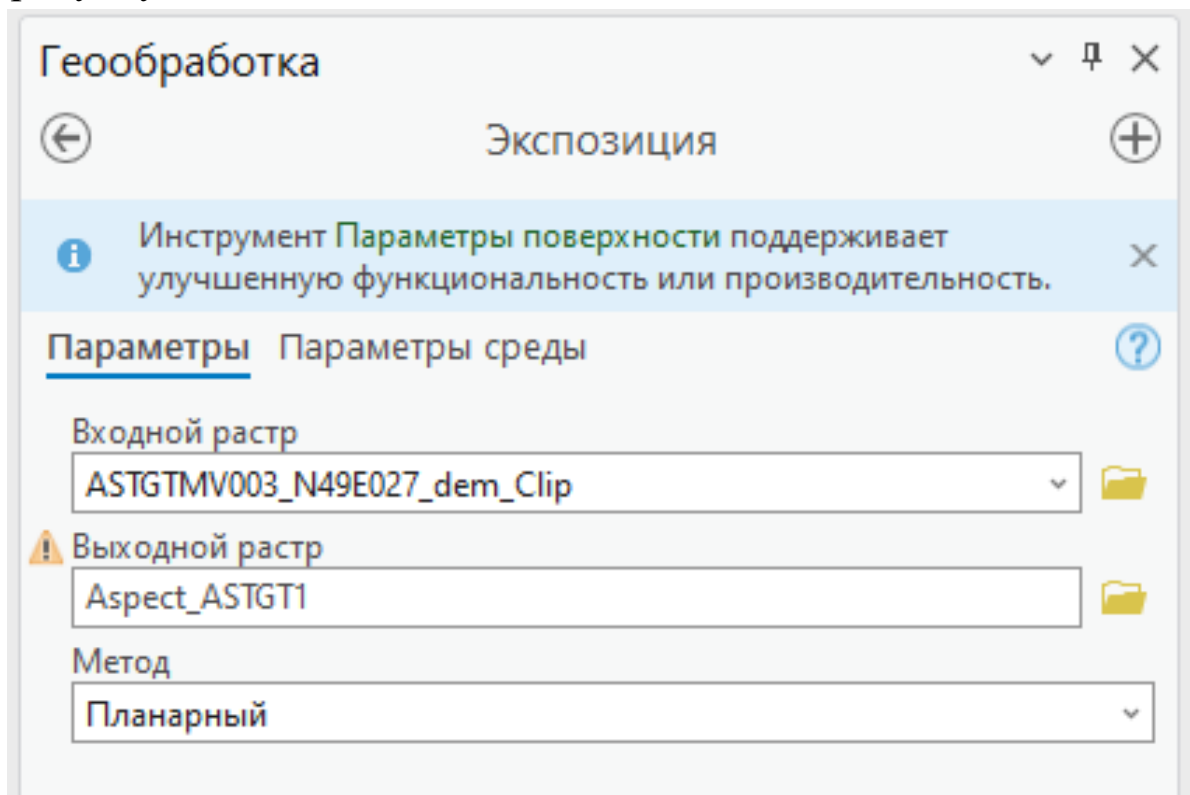 Геообработка
Экспозиция
Инструмент Параметры поверхности поддерживает
улучшенную функциональность или производительность.
Параметры Параметры среды
Входной растр
ASTGTMV003_N49E027_dem_Clip
Выходной растр
Aspect_ASTGT1
Метод
Планарный